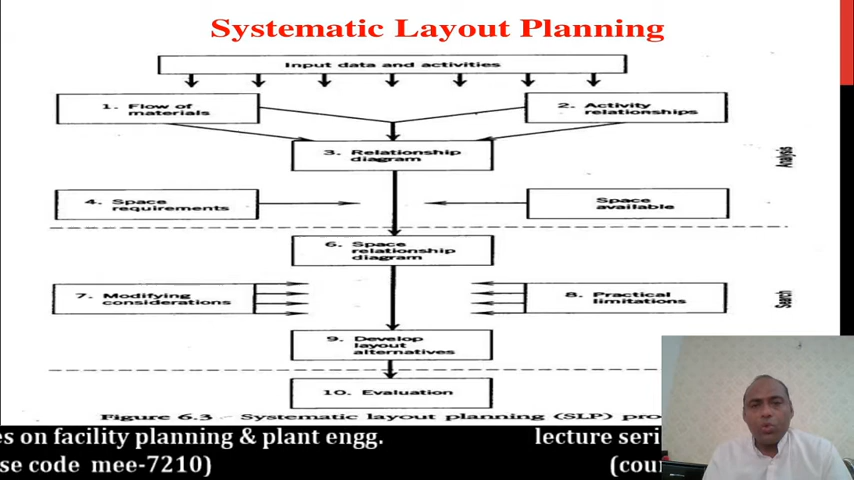 Systematic Layout Planning
Input data and activities
1. Flow of
materials
2. Activity
relationships
3. Relationship
diagram
Analysis
4. Space
requirements
Space
available
6. Space
relationship
diagram
7. Modifying
considerations
8. Practical
limitations
Search
9. Develop
layout
alternatives
10. Evaluation
Figure 6.3 Systematic layout planning (SLP) pro
es on facility planning & plant engg.
lecture seri
se code mee-7210)
(cou